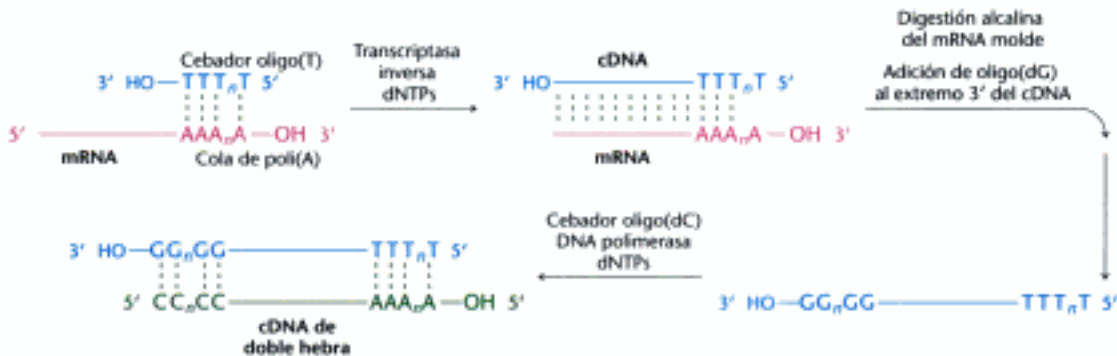 Cebador oligo(T)
3' HO—TTTnT 5'
5' AAAnA—OH 3'
mRNA
Cola de poli(A)
Transcriptasa
inversa
dNTPs
cDNA
3' HO TTTnT 5'
AAAnA—OH 3'
mRNA
Digestión alcalina
del mRNA molde
Adición de oligo(dG)
al extremo 3' del cDNA
3' HO—GGnGG TTTnT 5'
Cebador oligo(dC)
DNA polimerasa
dNTPs
3' HO—GGnGG TTTnT 5'
5' CCnCC AAAnA—OH 5'
cDNA de
doble hebra